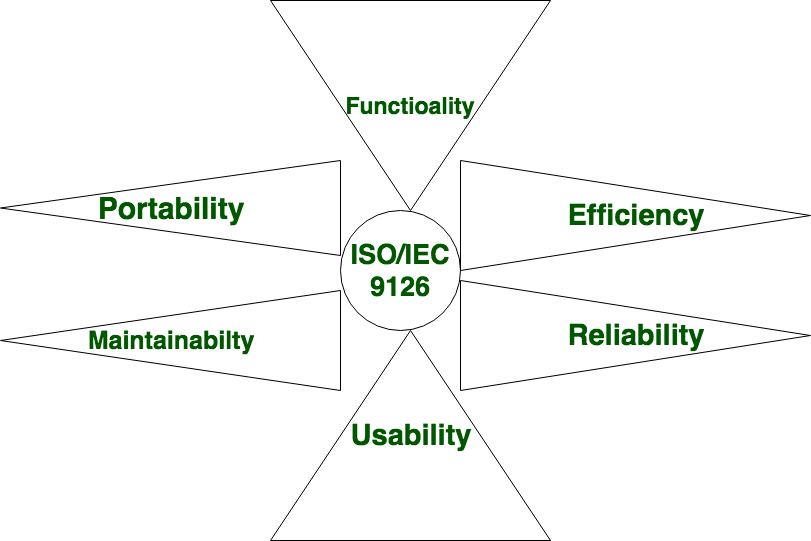 Functioality
Portability
Efficiency
ISO/IEC
9126
Maintainabilty
Reliability
Usability